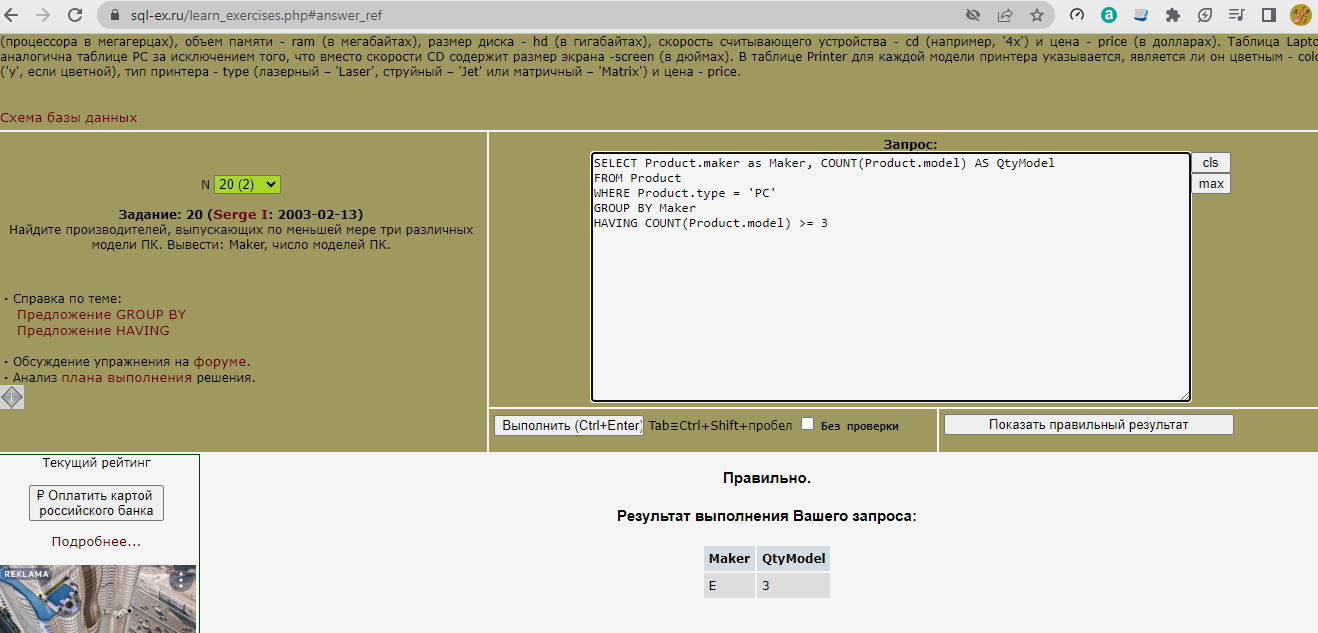 sql-ex.ru/learn_exercises.php#answer_ref
(процессора в мегагерцах), объем памяти - ram (в мегабайтах), размер диска - hd (в гигабайтах), скорость считывающего устройства - cd (например, '4x') и цена - price (в долларах). Таблица
аналогична таблице PC за исключением того, что вместо скорости CD содержит размер экрана -screen (в дюймах). В таблице Printer для каждой модели принтера указывается, является ли он цветным -
('y', если цветной), тип принтера - type (лазерный – 'Laser', струйный – 'Jet' или матричный – 'Matrix') и цена - price.
Схема базы данных
N 20 (2)
Задание: 20 (Serge I: 2003-02-13)
Найдите производителей, выпускающих по меньшей мере три различных
модели ПК. Вывести: Maker, число моделей ПК.
• Справка по теме:
Предложение GROUP BY
Предложение HAVING
• Обсуждение упражнения на форуме.
• Анализ плана выполнения решения.
Запрос:
SELECT Product.maker as Maker, COUNT(Product.model) AS QtyModel
FROM Product
WHERE Product.type = 'PC'
GROUP BY Maker
HAVING COUNT(Product.model) >= 3
cls
max
Выполнить (Ctrl+Enter) Tab≡Ctrl+Shift+пробел Без проверки
Показать правильный результат
Текущий рейтинг
₽ Оплатить картой
российского банка
Подробнее...
РЕКЛАМА
Правильно.
Результат выполнения Вашего запроса:
Maker QtyModel
E 3